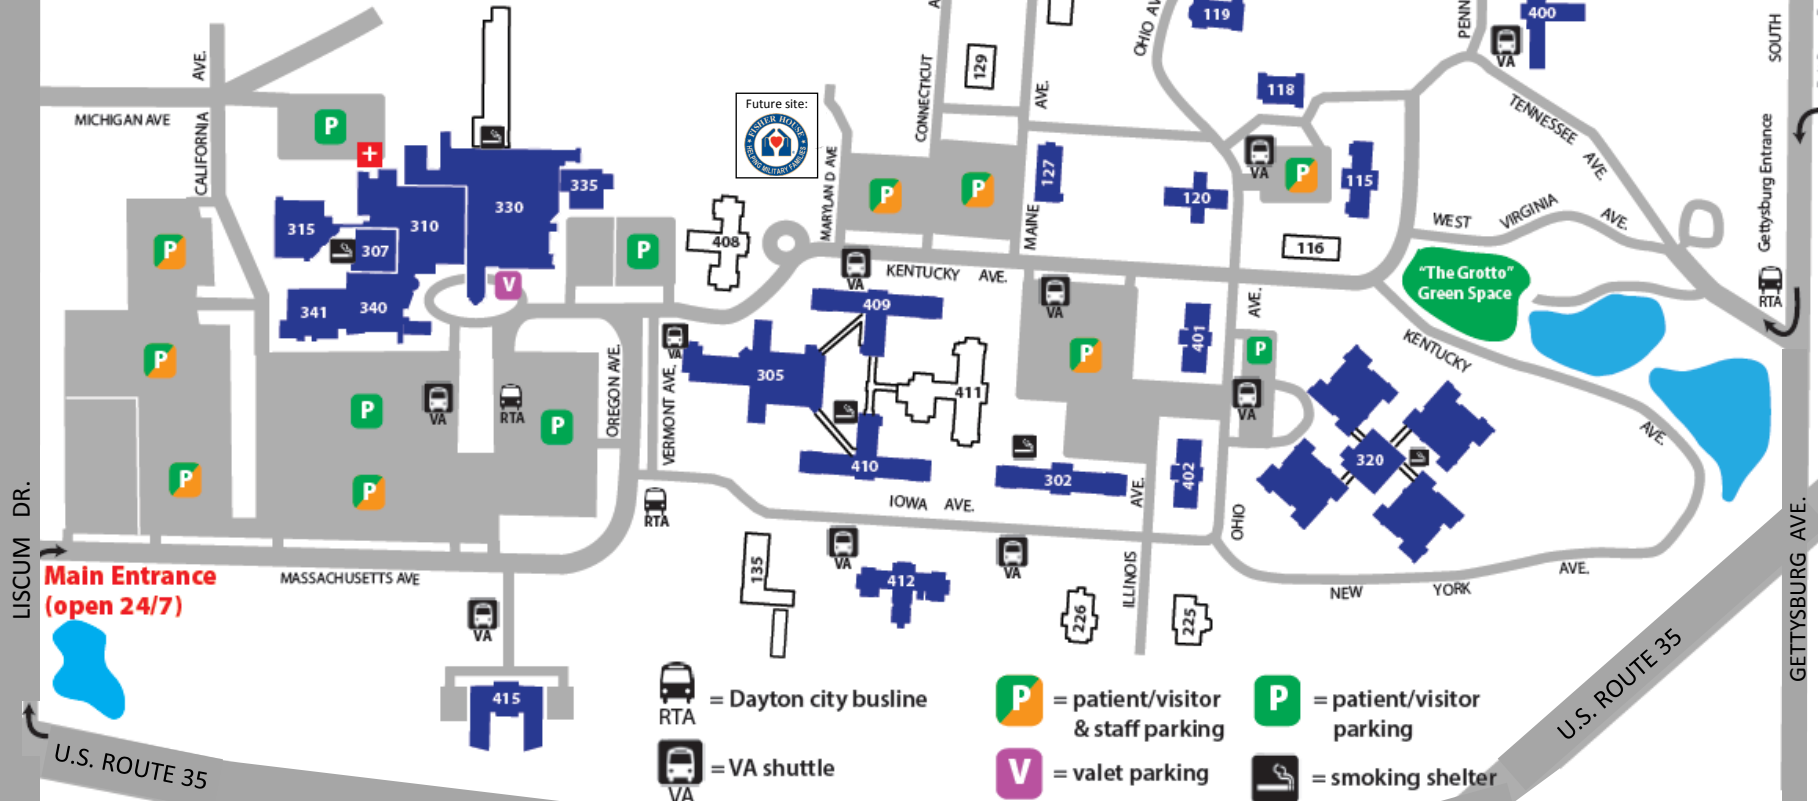 119
400
PENN
SOUTH
OHIO AV
VA
AVE.
129
CONNECTICUT
AVE.
118
TENNESSEE
AVE.
MICHIGAN AVE
CALIFORNIA
P
+
Future site:
FISHER HOUSE
HELPING MILITARY FAMILIES
MARYLAN D AVE
P
P
MAINE
127
120
VA
P
115
WEST
VIRGINIA
AVE.
Gettysburg Entrance
RTA
335
330
310
315
307
P
P
V
341
340
408
KENTUCKY
AVE.
VA
116
"The Grotto"
Green Space
409
VA
P
401
AVE.
P
VA
KENTUCKY
AVE.
P
P
VA
RTA
P
OREGON AVE.
VERMONT AVE.
VA
305
411
410
302
AVE.
402
320
P
P
RTA
IOWA
AVE.
OHIO
LISCUM DR.
Main Entrance
(open 24/7)
MASSACHUSETTS AVE
135
VA
412
VA
226
ILLINOIS
225
NEW
YORK
AVE.
GETTYSBURG AVE.
U.S. ROUTE 35
VA
415
U.S. ROUTE 35
RTA
= Dayton city busline
VA
= VA shuttle
P
= patient/visitor
& staff parking
V
= valet parking
P
= patient/visitor
parking
= smoking shelter